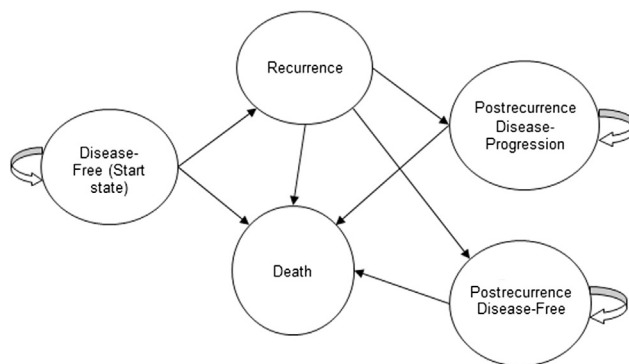 Recurrence
Postrecurrence
Disease-
Progression
Disease-
Free (Start
state)
Death
Postrecurrence
Disease-Free